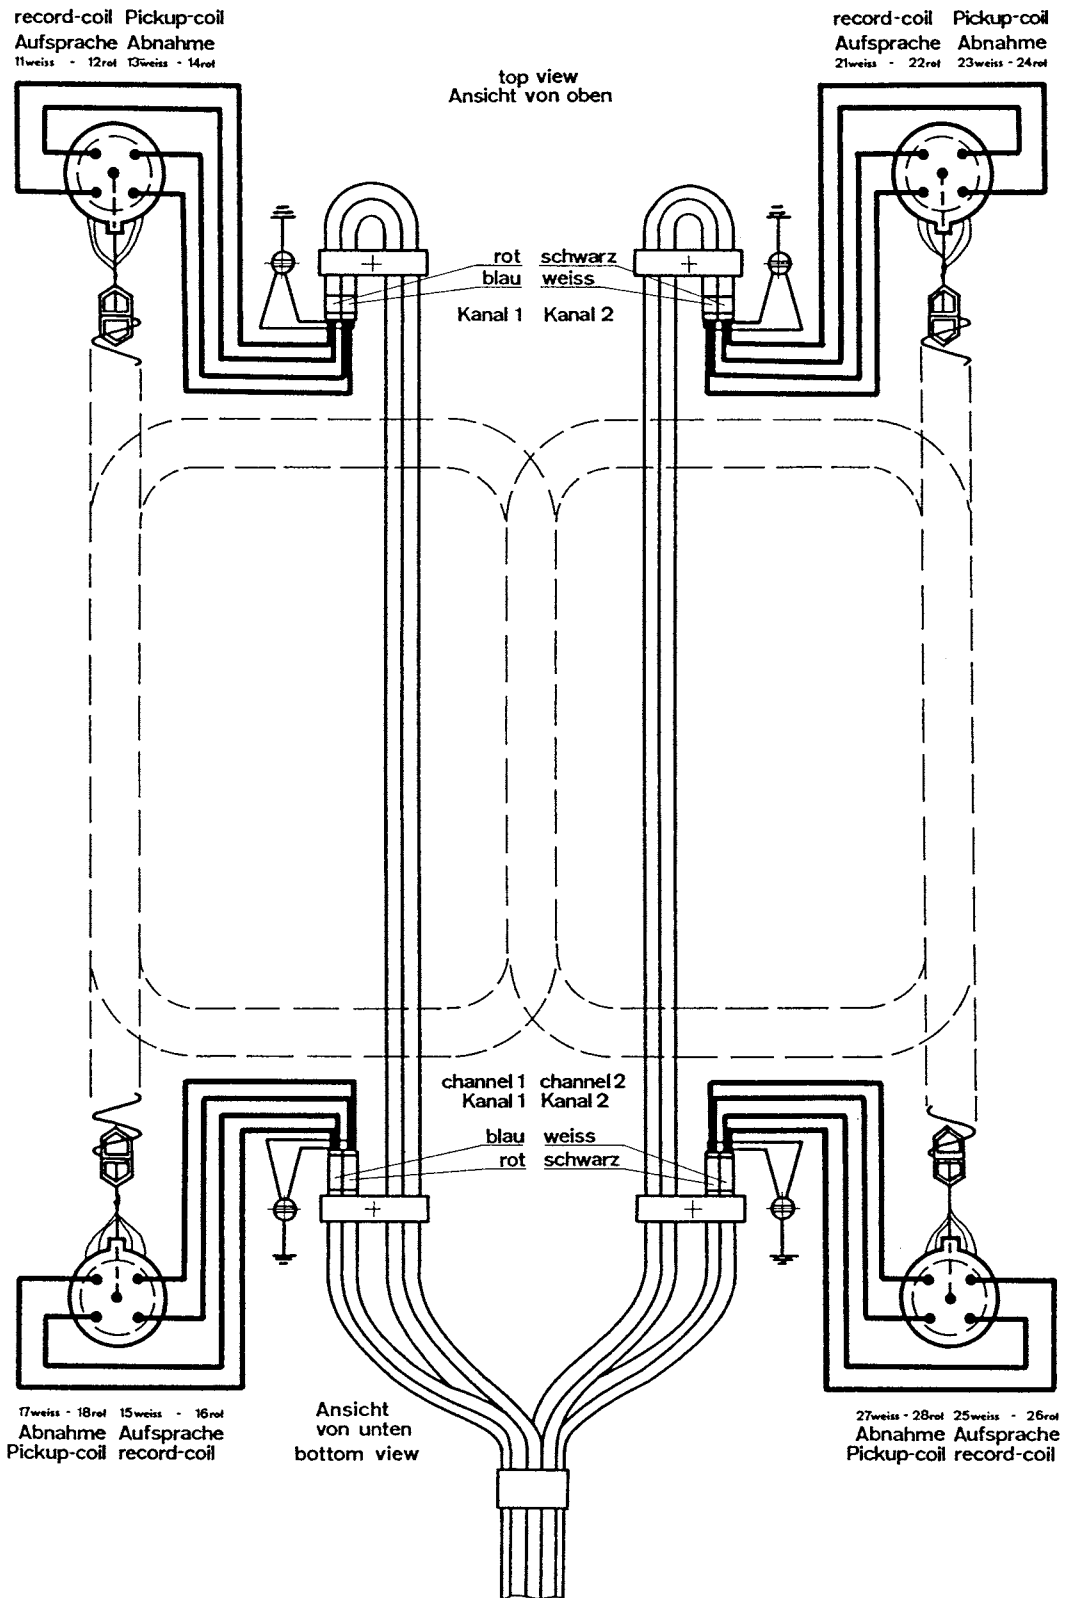 record-coil Pickup-coil
Aufsprache Abnahme
11weiss - 12rot 13weiss - 14rot
record-coil Pickup-coil
Aufsprache Abnahme
21weiss - 22rot 23weiss - 24rot
top view
Ansicht von oben
rot schwarz
blau weiss
Kanal 1 Kanal 2
channel 1 channel 2
Kanal 1 Kanal 2
blau weiss
rot schwarz
17weiss - 18rot 15weiss - 16rot
Abnahme Aufsprache
Pickup-coil record-coil
Ansicht
von unten
bottom view
27weiss - 28rot 25weiss - 26rot
Abnahme Aufsprache
Pickup-coil record-coil